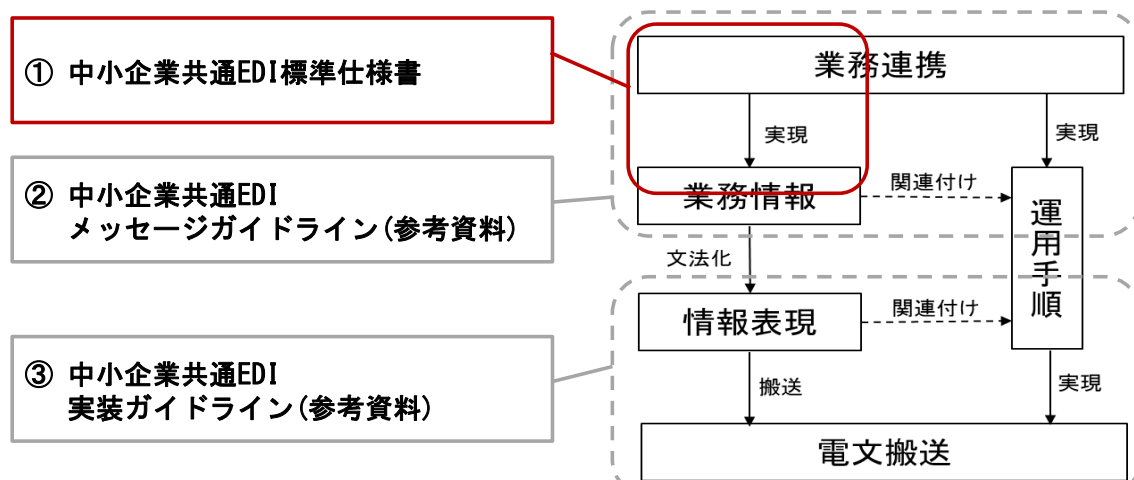 ① 中小企業共通EDI標準仕様書
② 中小企業共通EDI
メッセージガイドライン(参考資料)
③ 中小企業共通EDI
実装ガイドライン(参考資料)
業務連携
実現
実現
業務情報
関連付け
運用手順
文法化
情報表現
関連付け
搬送
実現
電文搬送